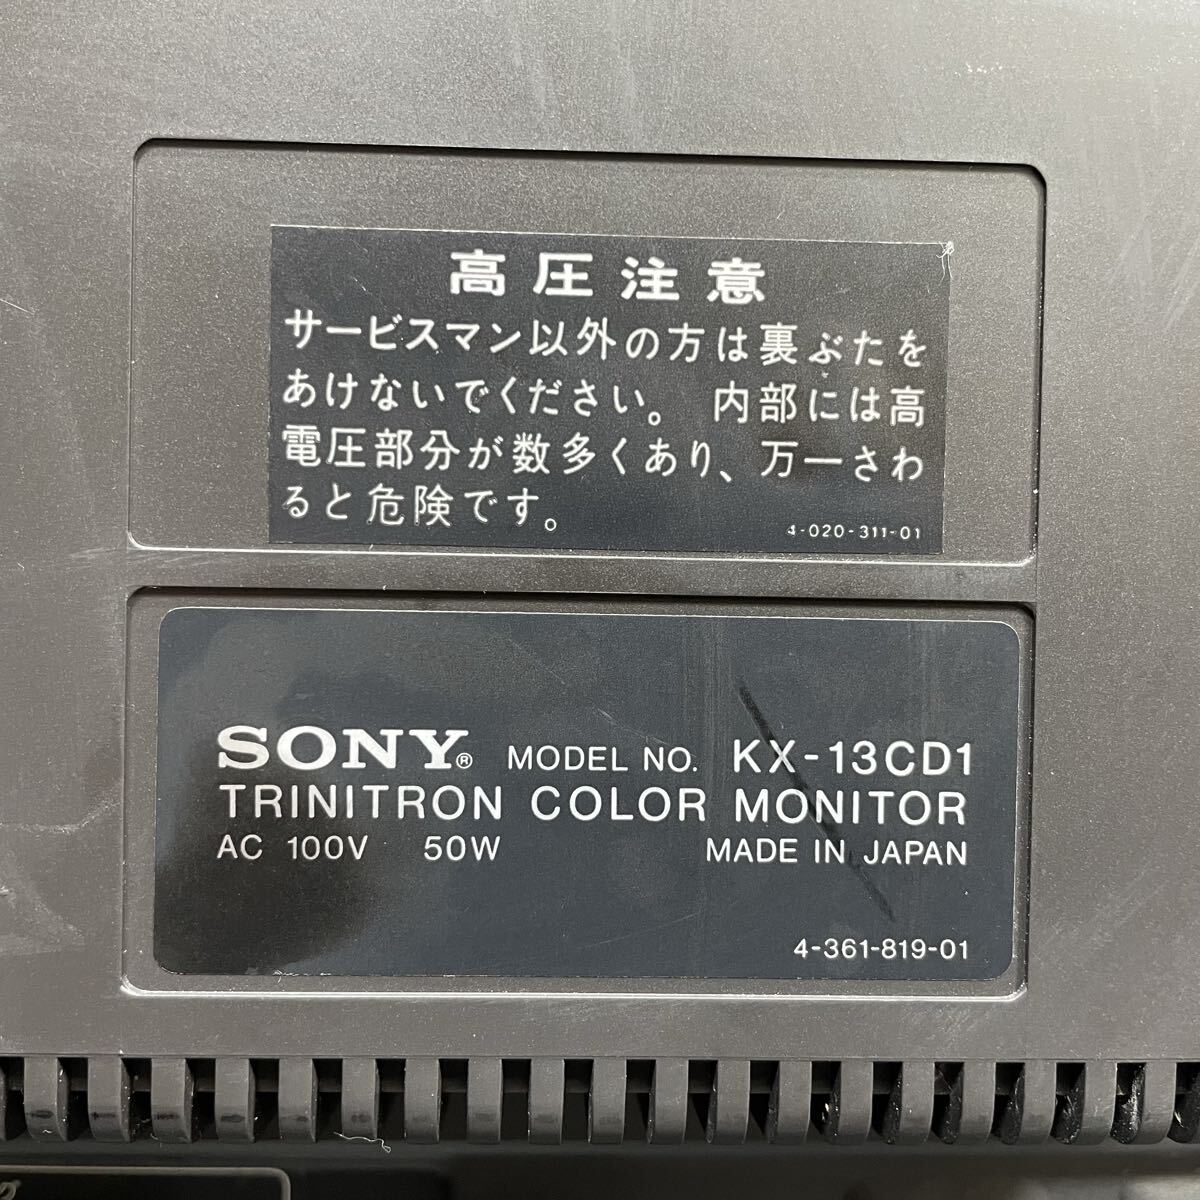 高圧注意
サービスマン以外の方は裏ぶたを
あけないでください。 内部には高
電圧部分が数多くあり、万一さわ
ると危険です。
4-020-311-01
SONY® MODEL NO. KX-13CD1
TRINITRON COLOR MONITOR
AC 100V 50W MADE IN JAPAN
4-361-819-01